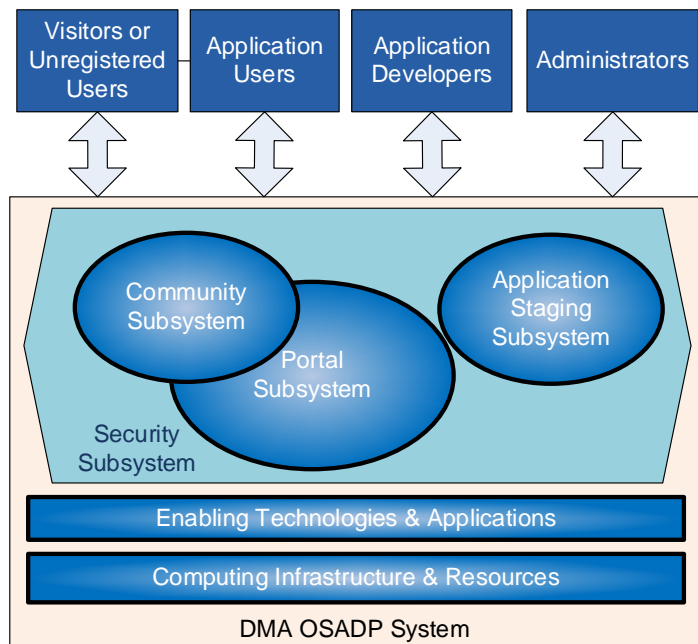 Visitors or
Unregistered
Users
Application
Users
Application
Developers
Administrators
Community
Subsystem
Application
Staging
Subsystem
Portal
Subsystem
Security
Subsystem
Enabling Technologies & Applications
Computing Infrastructure & Resources
DMA OSADP System